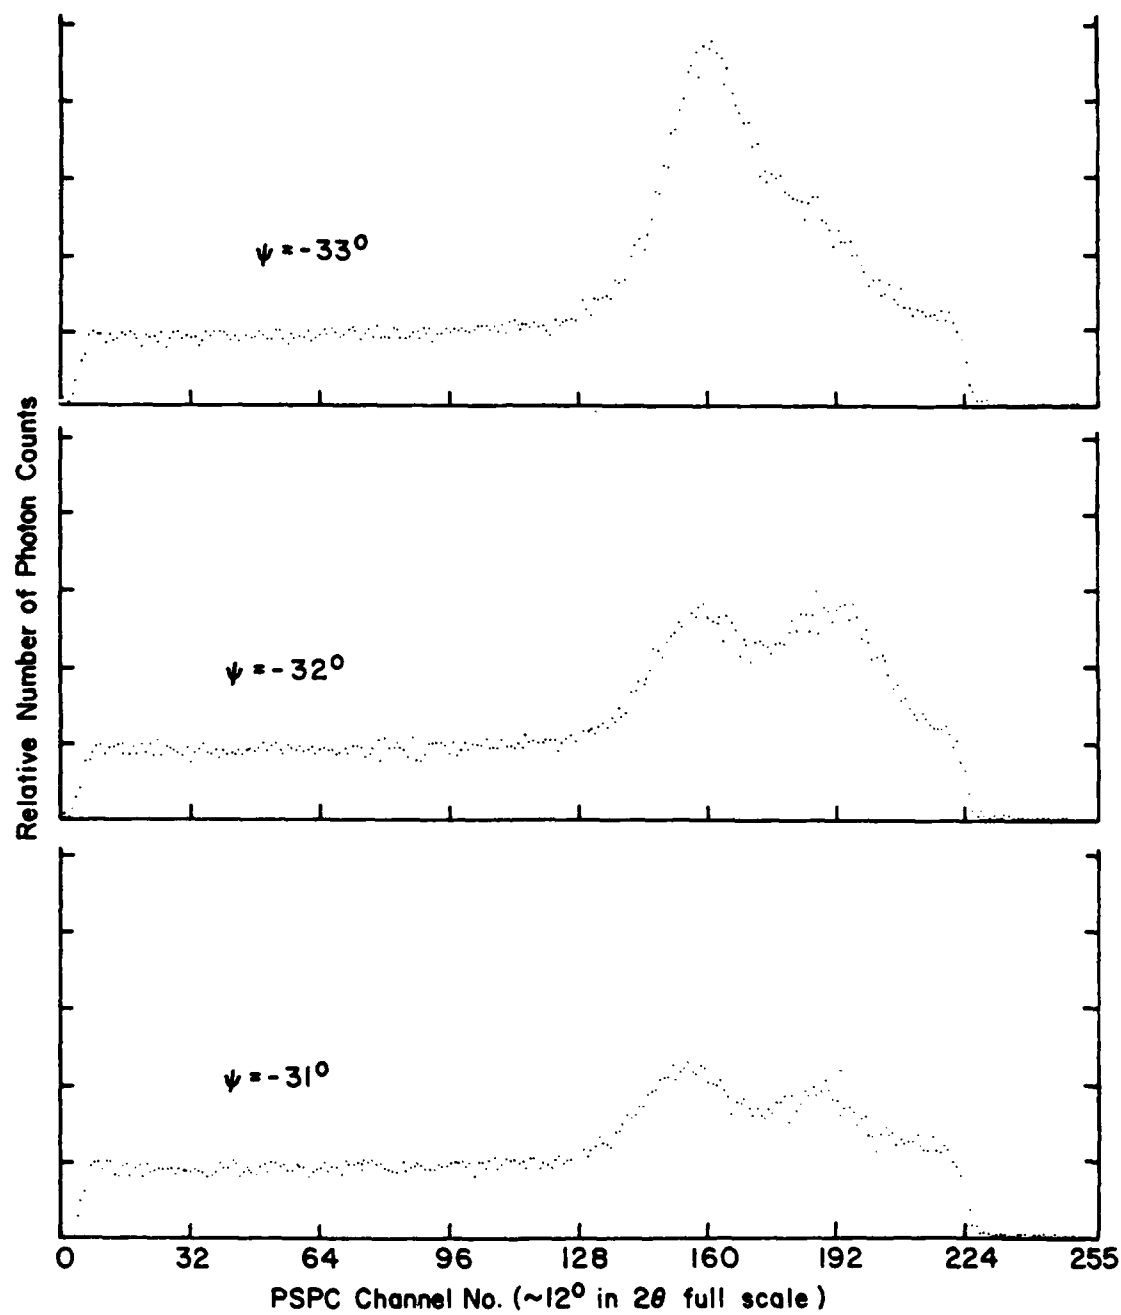 ψ = -33°
ψ = -32°
ψ = -31°
Relative Number of Photon Counts
0 32 64 96 128 160 192 224 255
PSPC Channel No. (~12° in 2θ full scale)